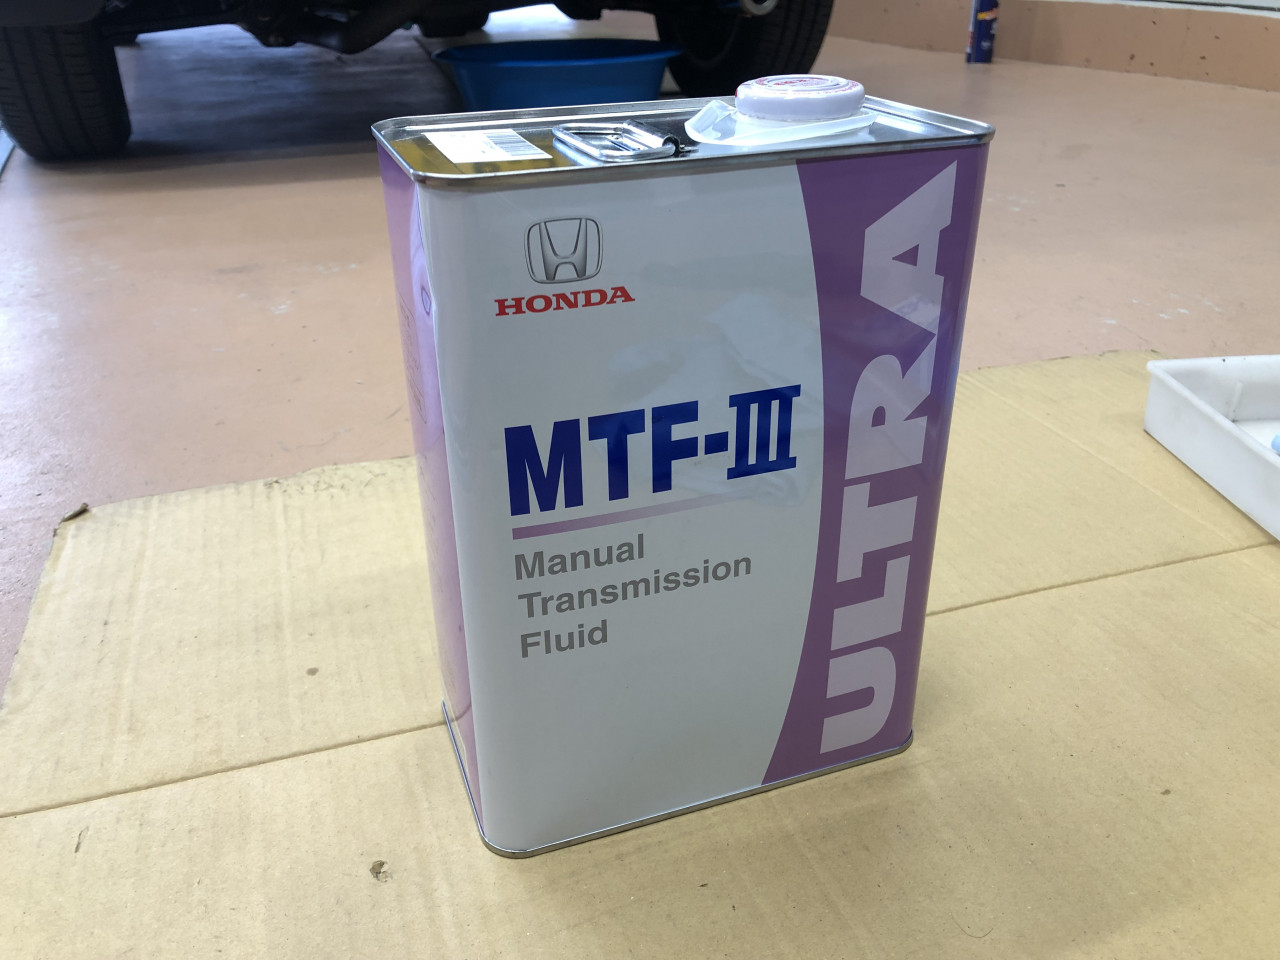 HONDA
MTF-III
Manual
Transmission
Fluid
ULTRA